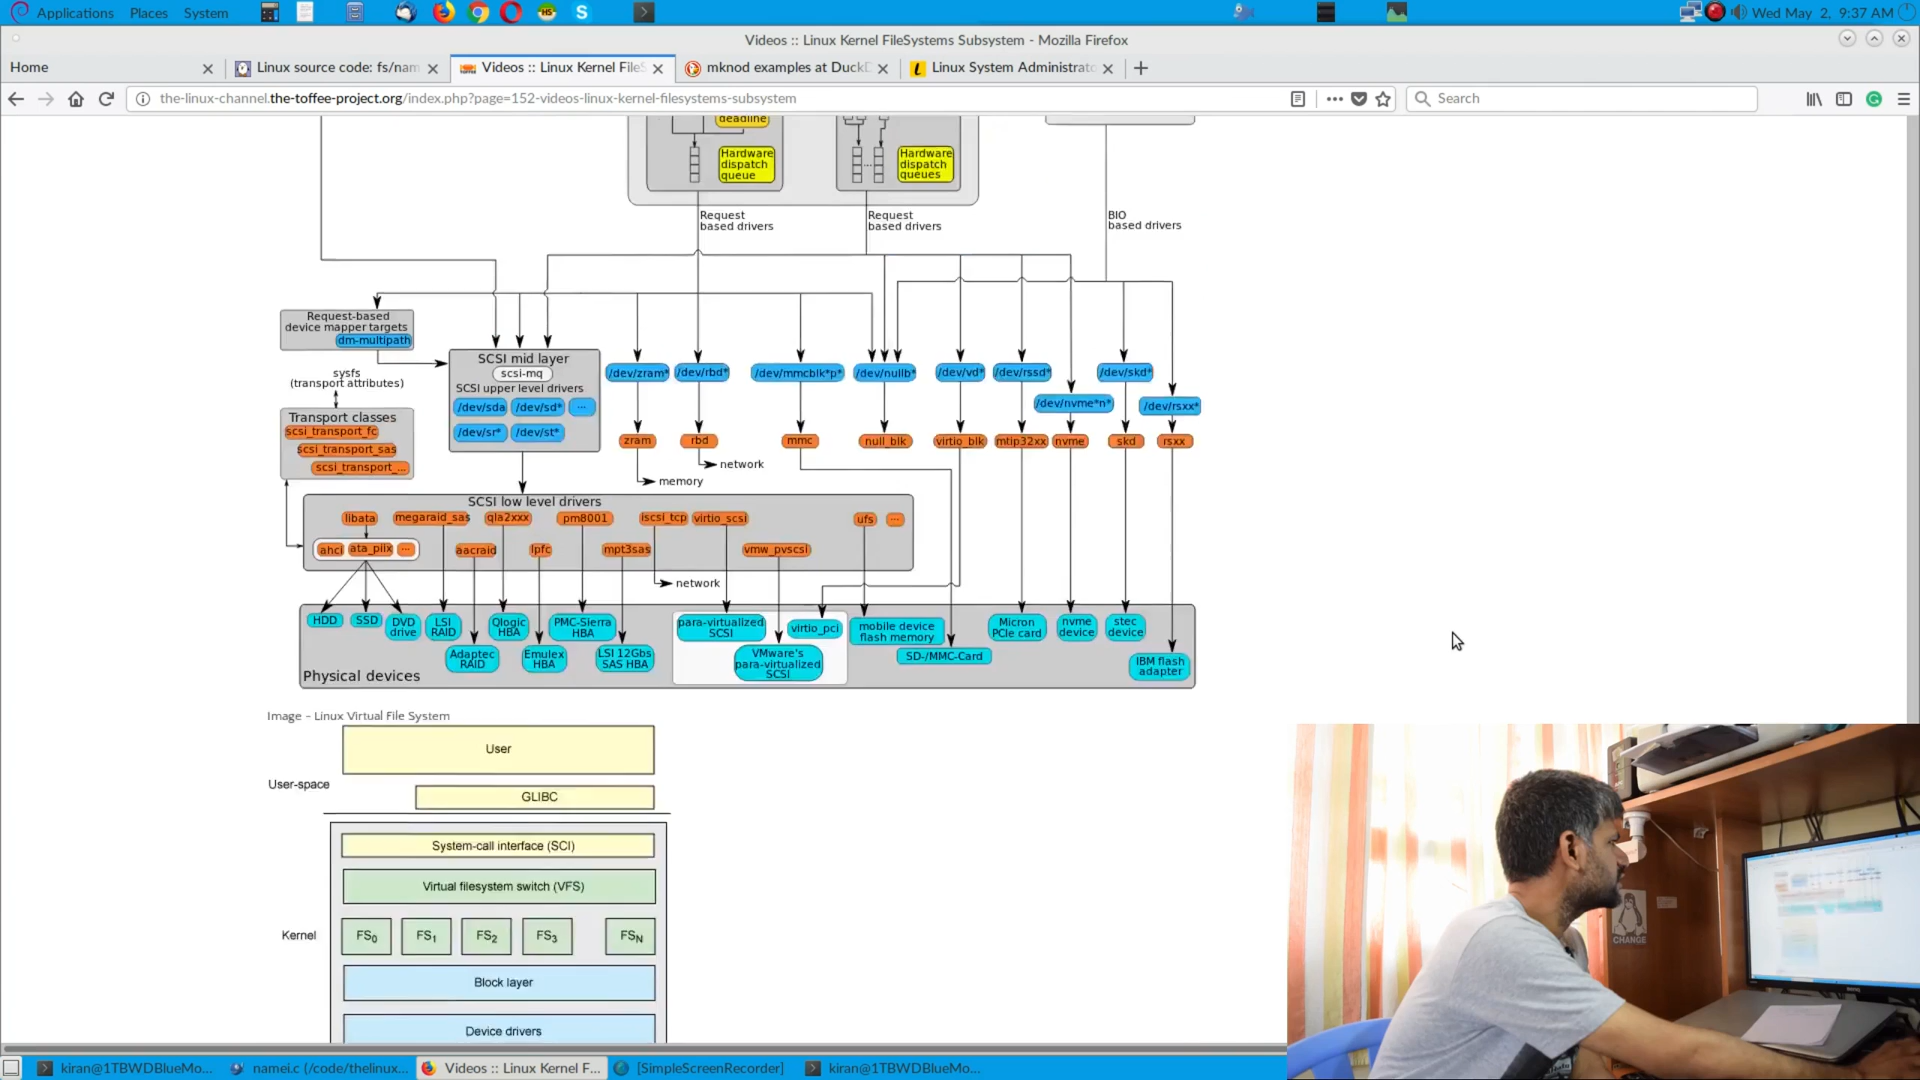 Applications Places System
Wed May 2, 9:37 AM
Videos :: Linux Kernel FileSystems Subsystem - Mozilla Firefox
Home
Linux source code: fs/nam
Videos :: Linux Kernel FileS
mknod examples at DuckD
Linux System Administrato
the-linux-channel.the-toffee-project.org/index.php?page=152-videos-linux-kernel-filesystems-subsystem
Search
deadline
Hardware
dispatch
queue
Hardware
dispatch
queues
Request
based drivers
Request
based drivers
BIO
based drivers
Request-based
device mapper targets
dm-multipath
sysfs
(transport attributes)
Transport classes
scsi_transport_fc
scsi_transport_sas
scsi_transport_...
SCSI mid layer
scsi-mq
SCSI upper level drivers
/dev/sda /dev/sd* ...
/dev/sr* /dev/st*
/dev/zram* /dev/rbd* /dev/mmcblk*p* /dev/nullb* /dev/vd* /dev/rssd* /dev/skd*
/dev/nvme*n* /dev/rsxx*
zram rbd mmc null_blk virtio_blk mtip32xx nvme skd rsxx
network
memory
SCSI low level drivers
libata megaraid_sas qla2xxx pm8001 iscsi_tcp virtio_scsi ufs ...
ahci ata_piix ... aacraid lpfc mpt3sas vmw_pvscsi
network
HDD SSD DVD
drive
LSI
RAID
Qlogic
HBA
PMC-Sierra
HBA
para-virtualized
SCSI
virtio_pci
mobile device
flash memory
Micron
PCIe card
nvme
device
stec
device
Adaptec
RAID
Emulex
HBA
LSI 12Gbs
SAS HBA
VMware's
para-virtualized
SCSI
SD-/MMC-Card
IBM flash
adapter
Physical devices
Image - Linux Virtual File System
User
User-space
GLIBC
System-call interface (SCI)
Virtual filesystem switch (VFS)
Kernel
FS0 FS1 FS2 FS3 FSN
Block layer
Device drivers
CHANGE
kiran@1TBWDBlueMo...
namei.c (/code/thelinux...
Videos :: Linux Kernel F...
[SimpleScreenRecorder]
kiran@1TBWDBlueMo...